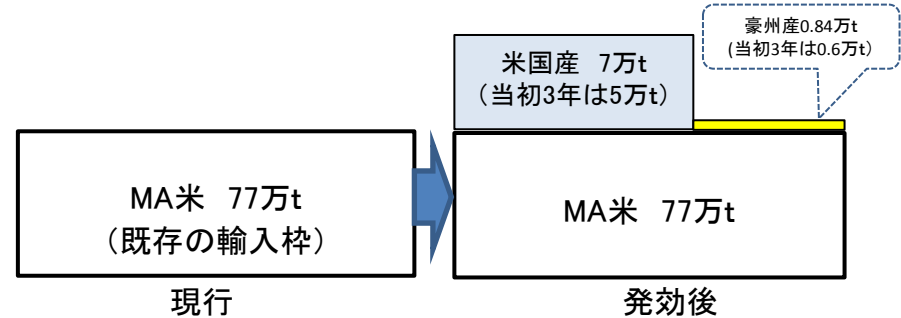 豪州産0.84万t
(当初3年は0.6万t）
米国産　7万t
（当初3年は5万t）
MA米　77万t
（既存の輸入枠）
MA米　77万t
現行
発効後